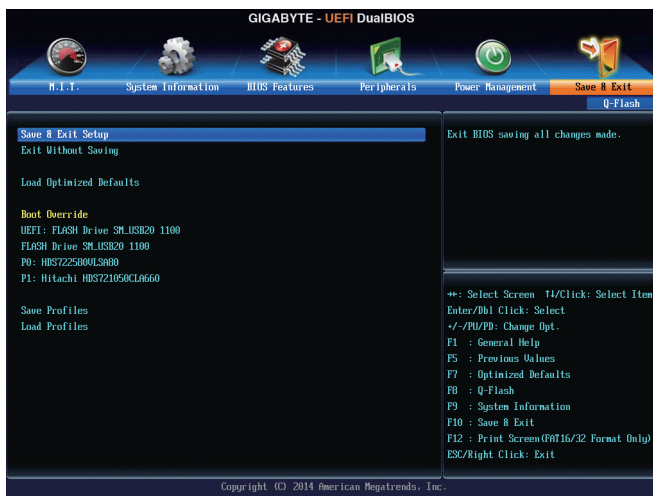 GIGABYTE - UEFI DualBIOS
M.I.T. System Information BIOS Features Peripherals Power Management Save & Exit
Q-Flash
Save & Exit Setup
Exit Without Saving
Load Optimized Defaults
Boot Override
UEFI: FLASH Drive SM_USB20 1100
FLASH Drive SM_USB20 1100
P0: HDS722580VLSA80
P1: Hitachi HDS721050CLA660
Save Profiles
Load Profiles
Exit BIOS saving all changes made.
→←: Select Screen ↑↓/Click: Select Item
Enter/Dbl Click: Select
+/-/PU/PD: Change Opt.
F1 : General Help
F5 : Previous Values
F7 : Optimized Defaults
F8 : Q-Flash
F9 : System Information
F10 : Save & Exit
F12 : Print Screen(FAT16/32 Format Only)
ESC/Right Click: Exit
Copyright (C) 2014 American Megatrends, Inc.